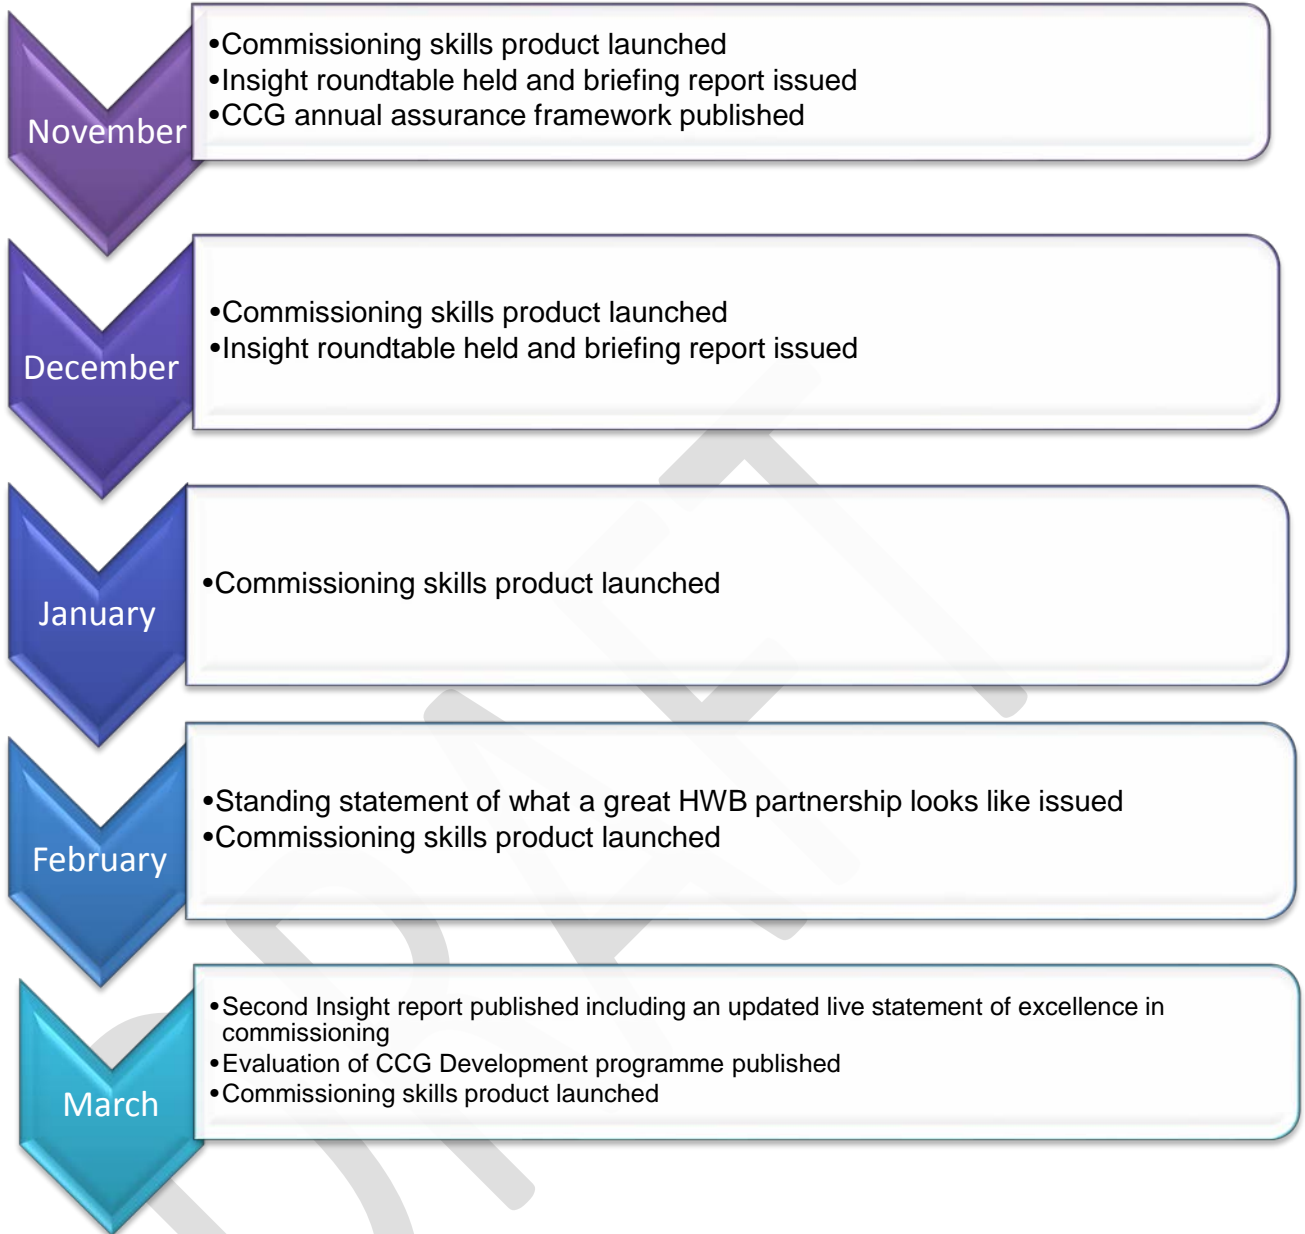 November
•Commissioning skills product launched
•Insight roundtable held and briefing report issued
•CCG annual assurance framework published
December
•Commissioning skills product launched
•Insight roundtable held and briefing report issued
January
•Commissioning skills product launched
February
•Standing statement of what a great HWB partnership looks like issued
•Commissioning skills product launched
March
•Second Insight report published including an updated live statement of excellence in
commissioning
•Evaluation of CCG Development programme published
•Commissioning skills product launched
DRAFT